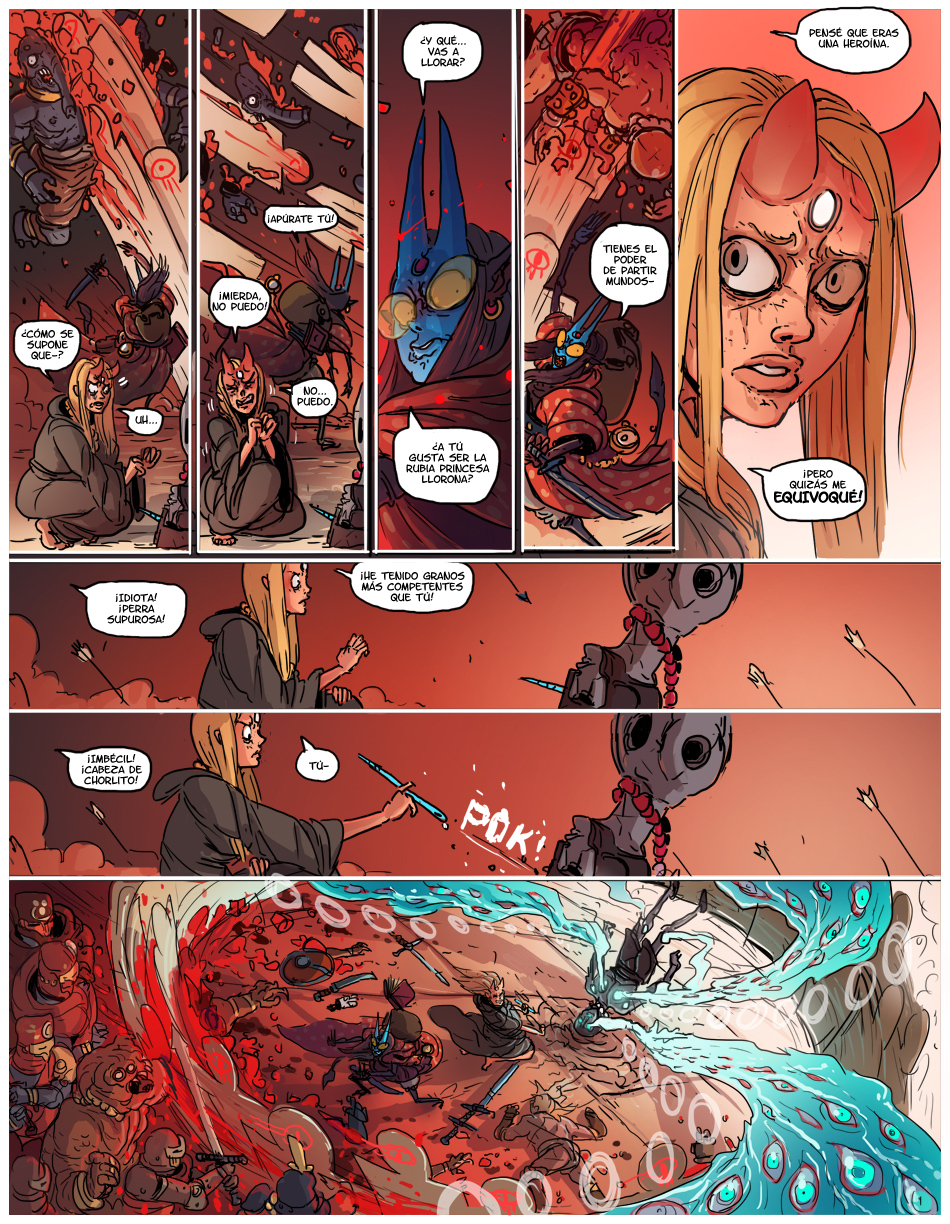 ¿CÓMO SE
SUPONE
QUE-?
UH...
¡APÚRATE TÚ!
¡MIERDA,
NO PUEDO!
NO...
PUEDO.
¿Y QUÉ...
VAS A
LLORAR?
¿A TÚ
GUSTA SER LA
RUBIA PRINCESA
LLORONA?
TIENES EL
PODER
DE PARTIR
MUNDOS-
PENSÉ QUE ERAS
UNA HEROÍNA.
¡PERO
QUIZÁS ME
EQUIVOQUÉ!
¡IDIOTA!
¡PERRA
SUPUROSA!
¡HE TENIDO GRANOS
MÁS COMPETENTES
QUE TÚ!
¡IMBÉCIL!
¡CABEZA DE
CHORLITO!
TÚ-
POK!